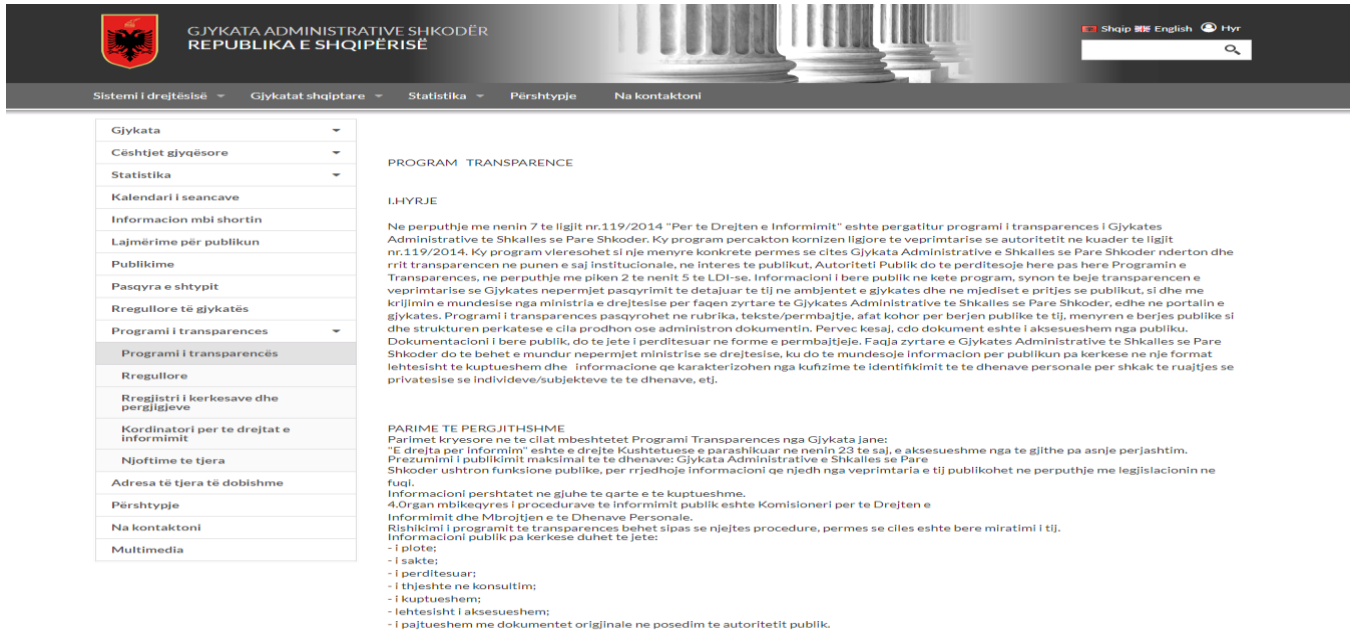 GJYKATA ADMINISTRATIVE SHKODËR
REPUBLIKA E SHQIPËRISË
Shqip English Hyr
Sistemi i drejtësisë Gjykatat shqiptare Statistika Përshtypje Na kontaktoni
Gjykata
Cështjet gjyqësore
Statistika
Kalendari i seancave
Informacion mbi shortin
Lajmërime për publikun
Publikime
Pasqyra e shtypit
Rregullore të gjykatës
Programi i transparences
Programi i transparencës
Rregullore
Rregjistri i kerkesave dhe
pergjigjeve
Kordinatori per te drejtat e
informimit
Njoftime te tjera
Adresa të tjera të dobishme
Përshtypje
Na kontaktoni
Multimedia
PROGRAM TRANSPARENCE
I.HYRJE
Ne perputhje me nenin 7 te ligjit nr.119/2014 "Per te Drejten e Informimit" eshte pergatitur programi i transparences i Gjykates
Administrative te Shkalles se Pare Shkoder. Ky program percakton kornizen ligjore te veprimtarise se autoritetit ne kuader te ligjit
nr.119/2014. Ky program vleresohet si nje menyre konkrete permes se cites Gjykata Administrative e Shkalles se Pare Shkoder nderton dhe
rrit transparencen ne punen e saj institucionale, ne interes te publikut, Autoriteti Publik do te perditesoje here pas here Programin e
Transparences, ne perputhje me piken 2 te nenit 5 te LDI-se. Informacioni i bere publik ne kete program, synon te beje transparencen e
veprimtarise se Gjykates nepermjet pasqyrimit te detajuar te tij ne ambjentet e gjykates dhe ne mjediset e pritjes se publikut, si dhe me
krijimin e mundesise nga ministria e drejtesise per faqen zyrtare te Gjykates Administrative te Shkalles se Pare Shkoder, edhe ne portalin e
gjykates. Programi i transparences pasqyrohet ne rubrika, tekste/permbajtje, afat kohor per berjen publike te tij, menyren e berjes publike si
dhe strukturen perkatese e cila prodhon ose administron dokumentin. Pervec kesaj, cdo dokument eshte i aksesueshem nga publiku.
Dokumentacioni i bere publik, do te jete i perditesuar ne forme e permbajtjeje. Faqja zyrtare e Gjykates Administrative te Shkalles se Pare
Shkoder do te behet e mundur nepermjet ministrise se drejtesise, ku do te mundesoje informacion per publikun pa kerkese ne nje format
lehtesisht te kuptueshem dhe informacione qe karakterizohen nga kufizime te identifikimit te te dhenave personale per shkak te ruajtjes se
privatesise se individeve/subjekteve te te dhenave, etj.
PARIME TE PERGJITHSHME
Parimet kryesore ne te cilat mbeshtetet Programi Transparences nga Gjykata jane:
"E drejta per informim" eshte e drejte Kushtetuese e parashikuar ne nenin 23 te saj, e aksesueshme nga te gjithe pa asnje perjashtim.
Prezumimi i publikimit maksimal te te dhenave: Gjykata Administrative e Shkalles se Pare
Shkoder ushtron funksione publike, per rrjedhoje informacioni qe njedh nga veprimtaria e tij publikohet ne perputhje me legjislacionin ne
fuqi.
Informacioni pershtatet ne gjuhe te qarte e te kuptueshme.
4.Organ mbikeqyres i procedurave te informimit publik eshte Komisioneri per te Drejten e
Informimit dhe Mbrojtjen e te Dhenave Personale.
Rishikimi i programit te transparences behet sipas se njejtes procedure, permes se ciles eshte bere miratimi i tij.
Informacioni publik pa kerkese duhet te jete:
- i plote;
- i sakte;
- i perditesuar;
- i thjeshte ne konsultim;
- i kuptueshem;
- lehtesisht i aksesueshem;
- i pajtueshem me dokumentet origjinale ne posedim te autoritetit publik.